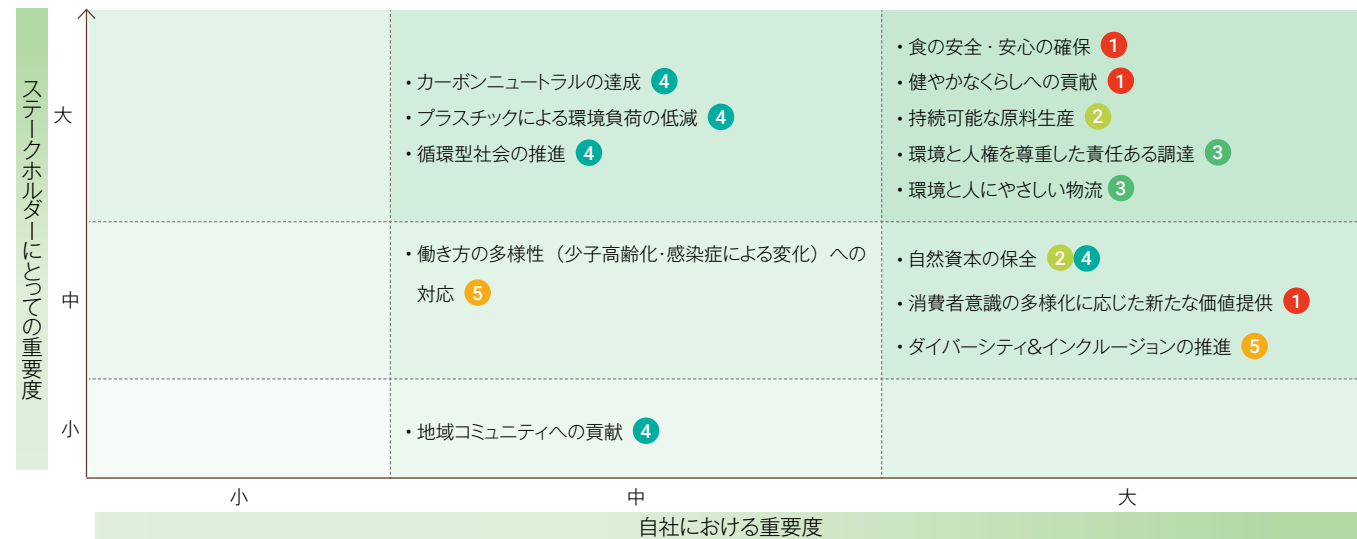 ステークホルダーにとっての重要度
大
・カーボンニュートラルの達成 4
・プラスチックによる環境負荷の低減 4
・循環型社会の推進 4
・食の安全・安心の確保 1
・健やかなくらしへの貢献 1
・持続可能な原料生産 2
・環境と人権を尊重した責任ある調達 3
・環境と人にやさしい物流 3
中
・働き方の多様性（少子高齢化・感染症による変化）への
対応 5
・自然資本の保全 2 4
・消費者意識の多様化に応じた新たな価値提供 1
・ダイバーシティ&インクルージョンの推進 5
小
・地域コミュニティへの貢献 4
小 中 大
自社における重要度